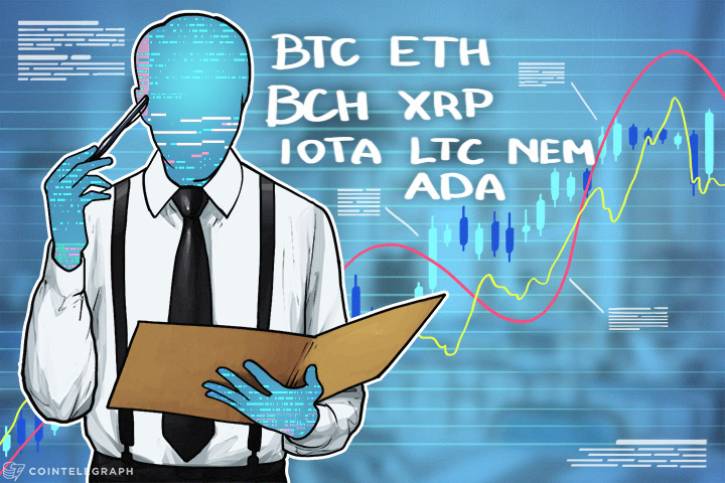 BTC ETH
BCH XRP
IOTA LTC NEM
ADA
COINTELEGRAPH